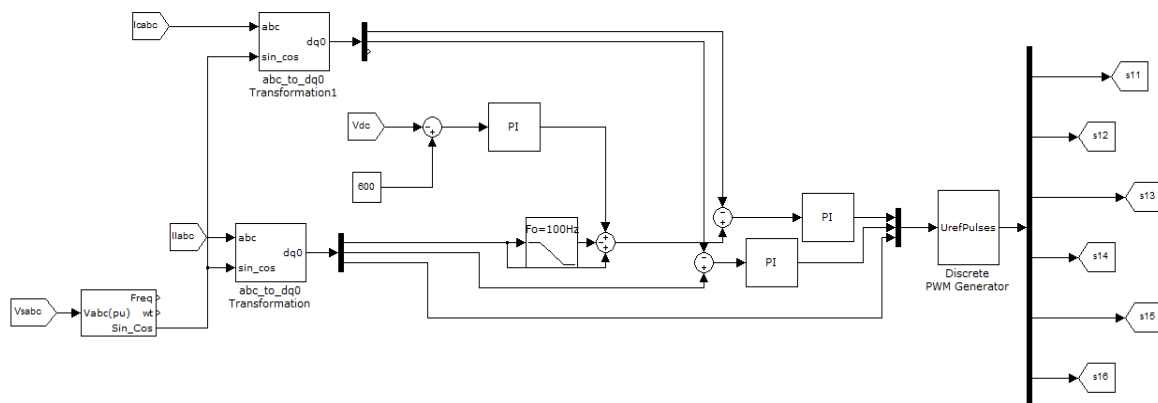 Icabc
abc
dq0
sin_cos
abc_to_dq0
Transformation1
Vdc
PI
600
Ilabc
abc
dq0
sin_cos
abc_to_dq0
Transformation
Fo=100Hz
PI
PI
Vsabc
Freq
Vabc(pu)
wt
Sin_Cos
UrefPulses
Discrete
PWM Generator
s11
s12
s13
s14
s15
s16